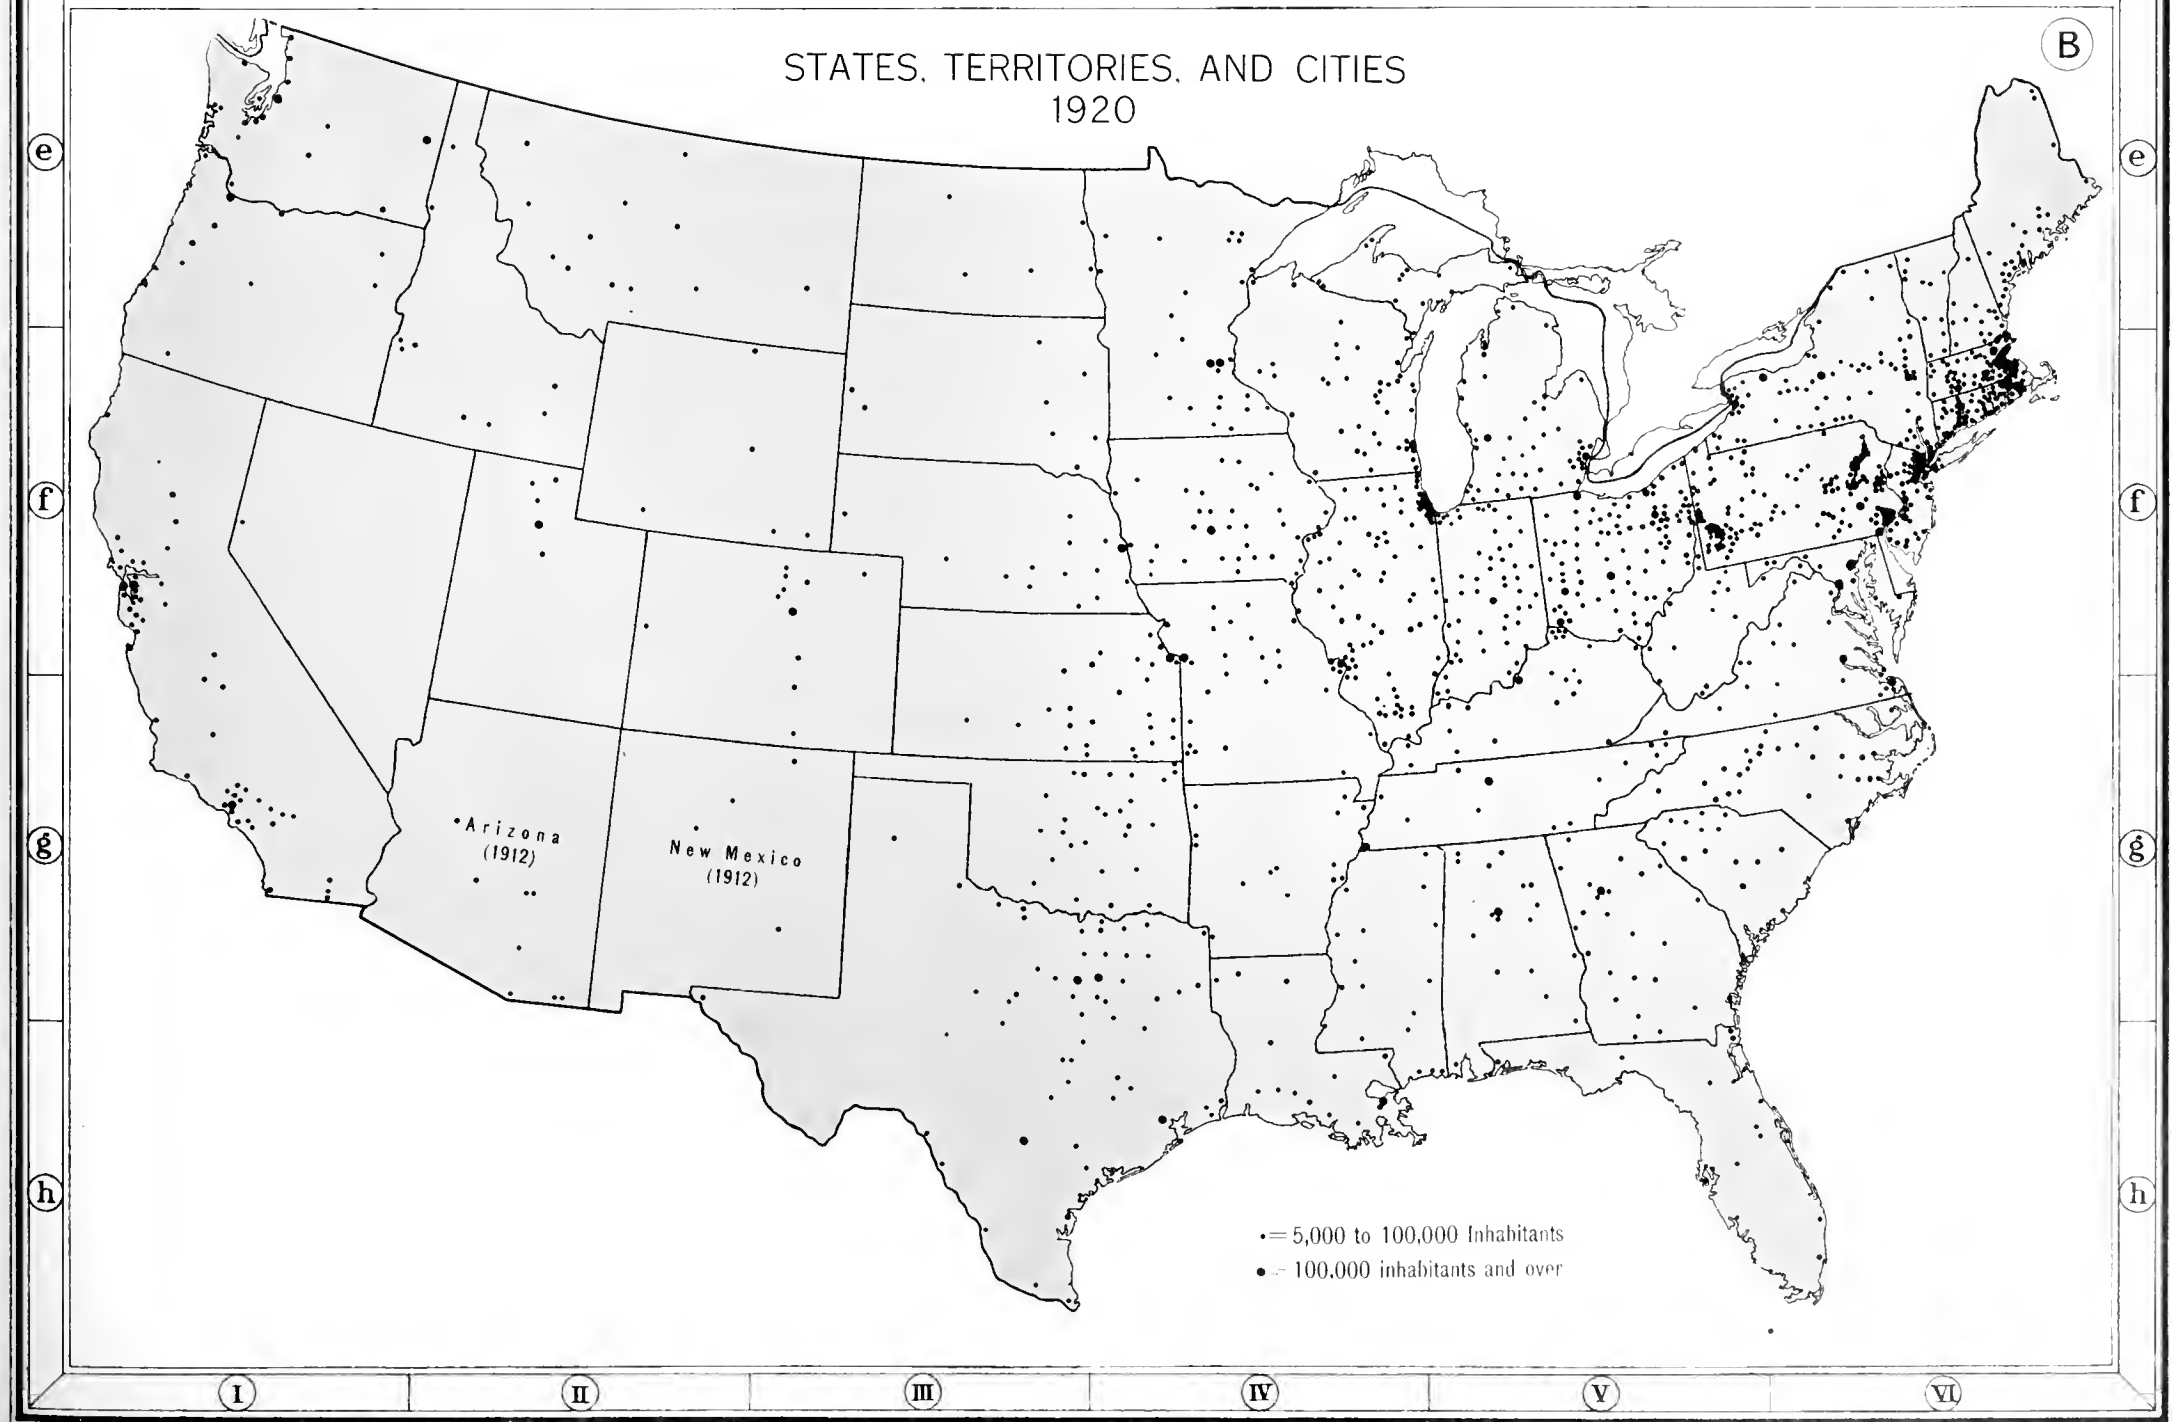 B
STATES, TERRITORIES, AND CITIES
1920
e
e
f
f
Arizona
(1912)
New Mexico
(1912)
g
g
h
h
•= 5,000 to 100,000 Inhabitants
● = 100,000 inhabitants and over
I
II
III
IV
V
VI